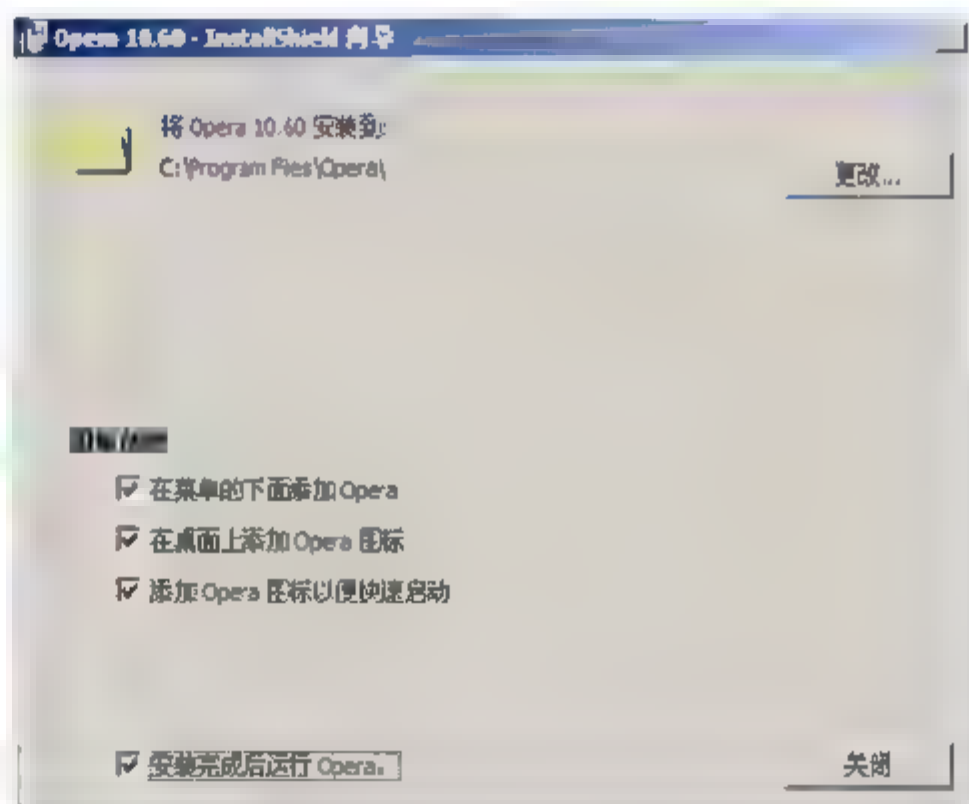 Opera 10.60 - InstallShield 向导
将 Opera 10.60 安装到:
C:\Program Files\Opera\
更改...
在菜单的下面添加 Opera
在桌面上添加 Opera 图标
添加 Opera 图标以便快速启动
安装完成后运行 Opera。
关闭